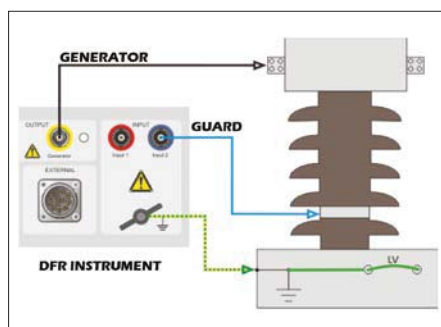 GENERATOR
OUTPUT
Generator
INPUT
Input 1
Input 2
GUARD
EXTERNAL
DFR INSTRUMENT
LV